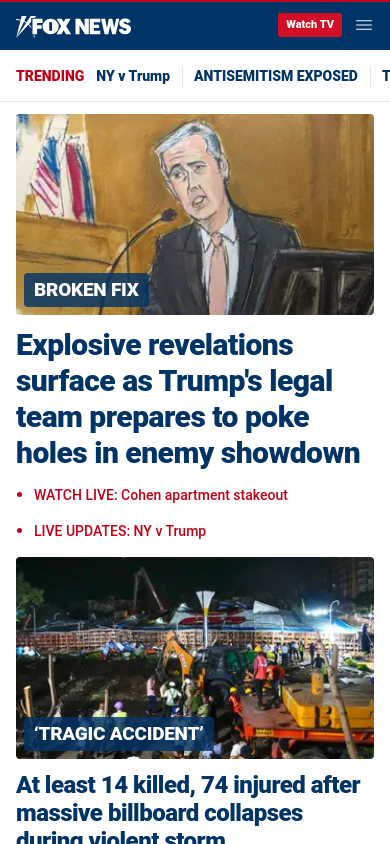 FOX NEWS
Watch TV
TRENDING NY v Trump ANTISEMITISM EXPOSED
BROKEN FIX
Explosive revelations
surface as Trump's legal
team prepares to poke
holes in enemy showdown
WATCH LIVE: Cohen apartment stakeout
LIVE UPDATES: NY v Trump
‘TRAGIC ACCIDENT’
At least 14 killed, 74 injured after
massive billboard collapses
during violent storm